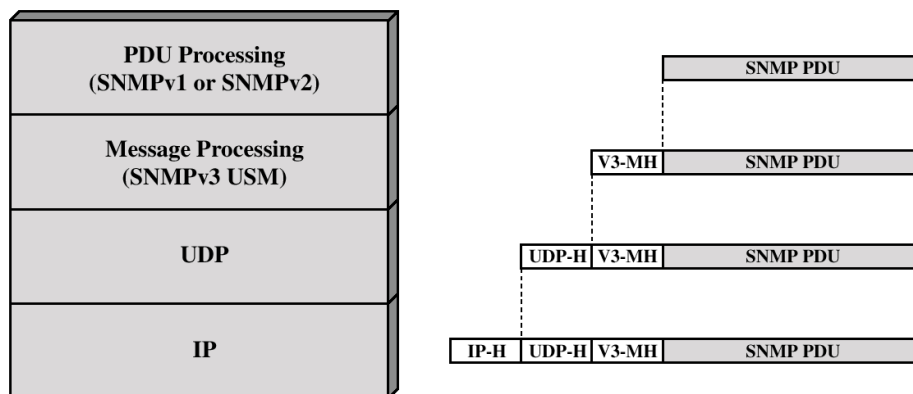 PDU Processing
(SNMPv1 or SNMPv2)
SNMP PDU
Message Processing
(SNMPv3 USM)
V3-MH SNMP PDU
UDP
UDP-H V3-MH SNMP PDU
IP
IP-H UDP-H V3-MH SNMP PDU